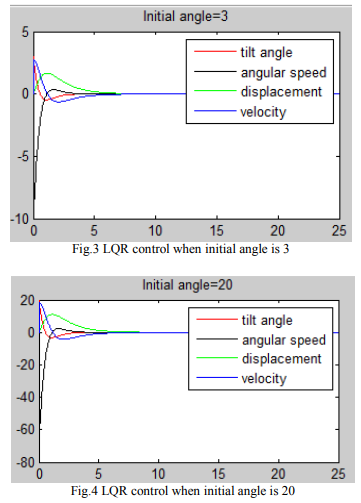 Initial angle=3
5
0
-5
-10
0 5 10 15 20 25
tilt angle
angular speed
displacement
velocity
Fig.3 LQR control when initial angle is 3
Initial angle=20
20
0
-20
-40
-60
-80
0 5 10 15 20 25
tilt angle
angular speed
displacement
velocity
Fig.4 LQR control when initial angle is 20